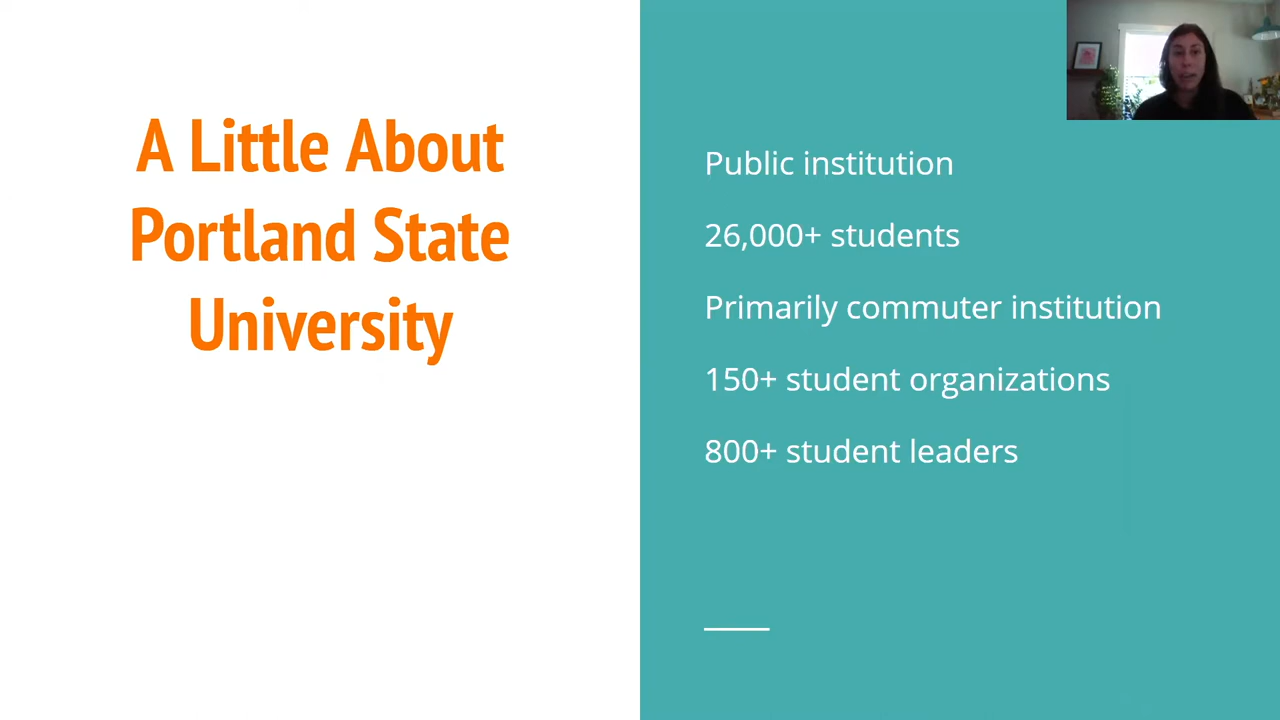 A Little About
Portland State
University
Public institution
26,000+ students
Primarily commuter institution
150+ student organizations
800+ student leaders